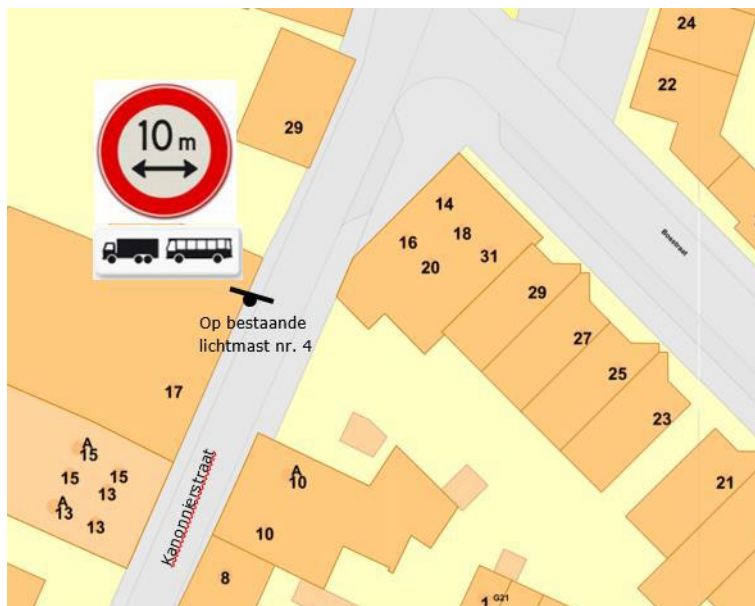 24
22
29
10 m
14
16
18
20
31
Bosstraat
29
Op bestaande
lichtmast nr. 4
27
25
17
23
A
15
15
15
13
A
13
13
Kanonnierstraat
A
10
10
21
8
1 G21